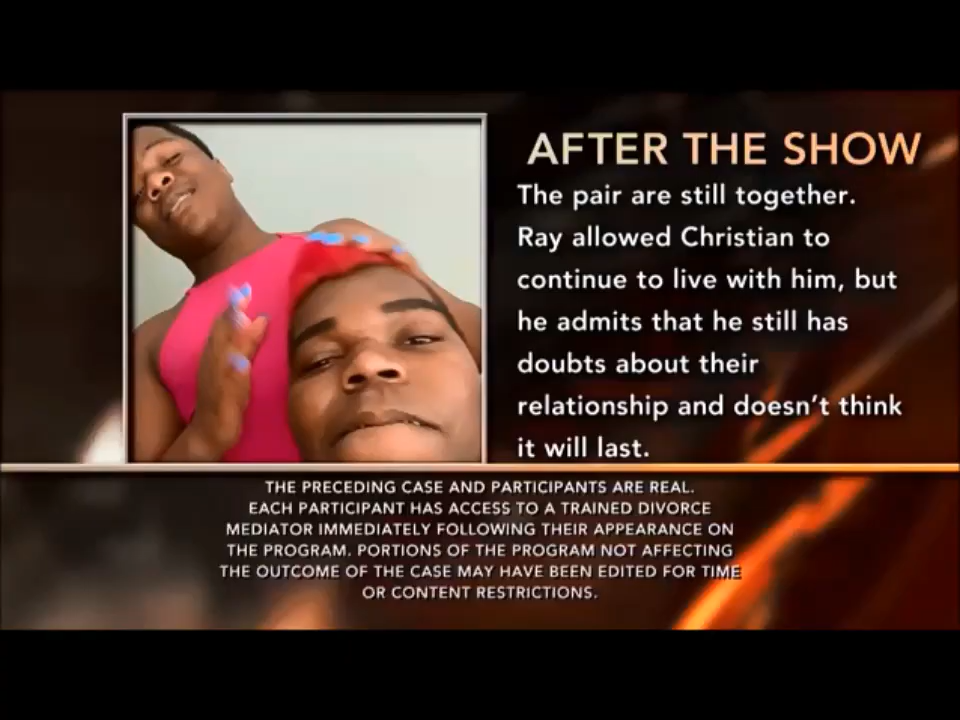 AFTER THE SHOW
The pair are still together.
Ray allowed Christian to
continue to live with him, but
he admits that he still has
doubts about their
relationship and doesn't think
it will last.
THE PRECEDING CASE AND PARTICIPANTS ARE REAL.
EACH PARTICIPANT HAS ACCESS TO A TRAINED DIVORCE
MEDIATOR IMMEDIATELY FOLLOWING THEIR APPEARANCE ON
THE PROGRAM. PORTIONS OF THE PROGRAM NOT AFFECTING
THE OUTCOME OF THE CASE MAY HAVE BEEN EDITED FOR TIME
OR CONTENT RESTRICTIONS.